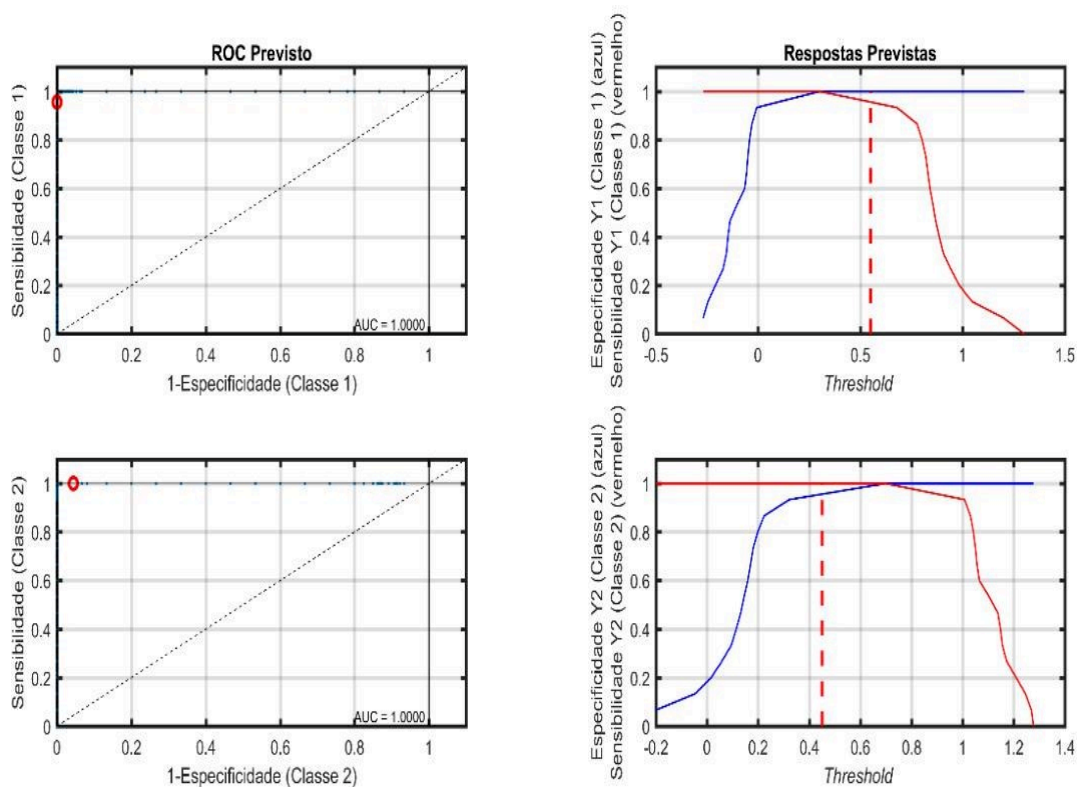 ROC Previsto
Sensibilidade (Classe 1)
1
0.8
0.6
0.4
0.2
0
AUC = 1.0000
0 0.2 0.4 0.6 0.8 1
1-Especificidade (Classe 1)
Respostas Previstas
Especificidade Y1 (Classe 1) (azul)
Sensibilidade Y1 (Classe 1) (vermelho)
1
0.8
0.6
0.4
0.2
0
-0.5 0 0.5 1 1.5
Threshold
Sensibilidade (Classe 2)
1
0.8
0.6
0.4
0.2
0
AUC = 1.0000
0 0.2 0.4 0.6 0.8 1
1-Especificidade (Classe 2)
Especificidade Y2 (Classe 2) (azul)
Sensibilidade Y2 (Classe 2) (vermelho)
1
0.8
0.6
0.4
0.2
0
-0.2 0 0.2 0.4 0.6 0.8 1 1.2 1.4
Threshold